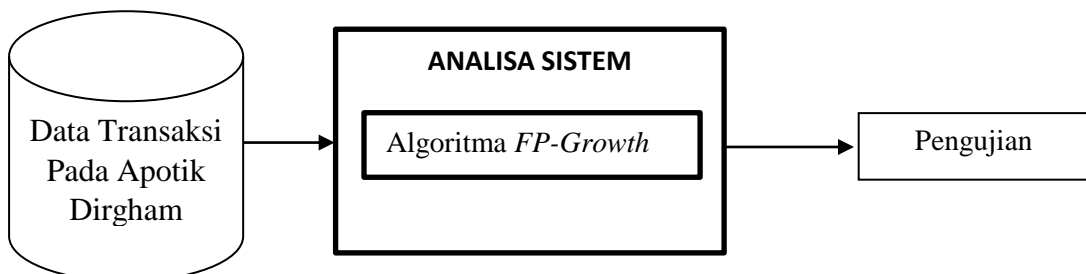 Data Transaksi
Pada Apotik
Dirgham
ANALISA SISTEM
Algoritma FP-Growth
Pengujian